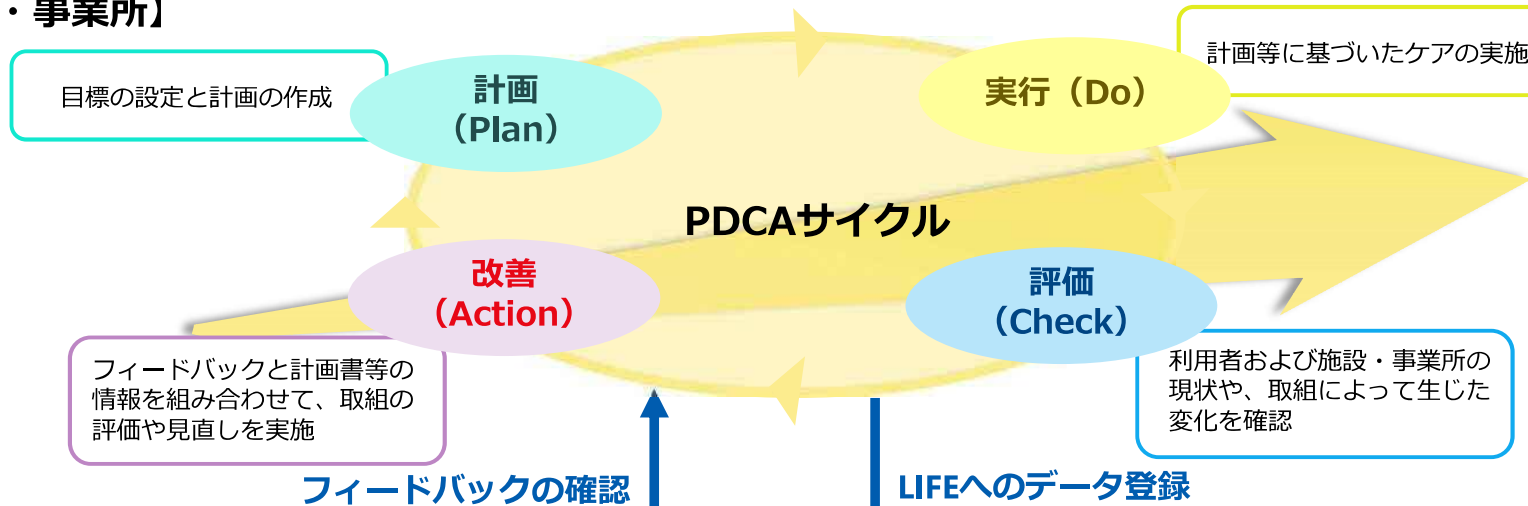 ・事業所】
目標の設定と計画の作成
計画
（Plan）
実行（Do）
計画等に基づいたケアの実施
PDCAサイクル
改善
（Action）
評価
（Check）
フィードバックと計画書等の
情報を組み合わせて、取組の
評価や見直しを実施
利用者および施設・事業所の
現状や、取組によって生じた
変化を確認
フィードバックの確認
LIFEへのデータ登録